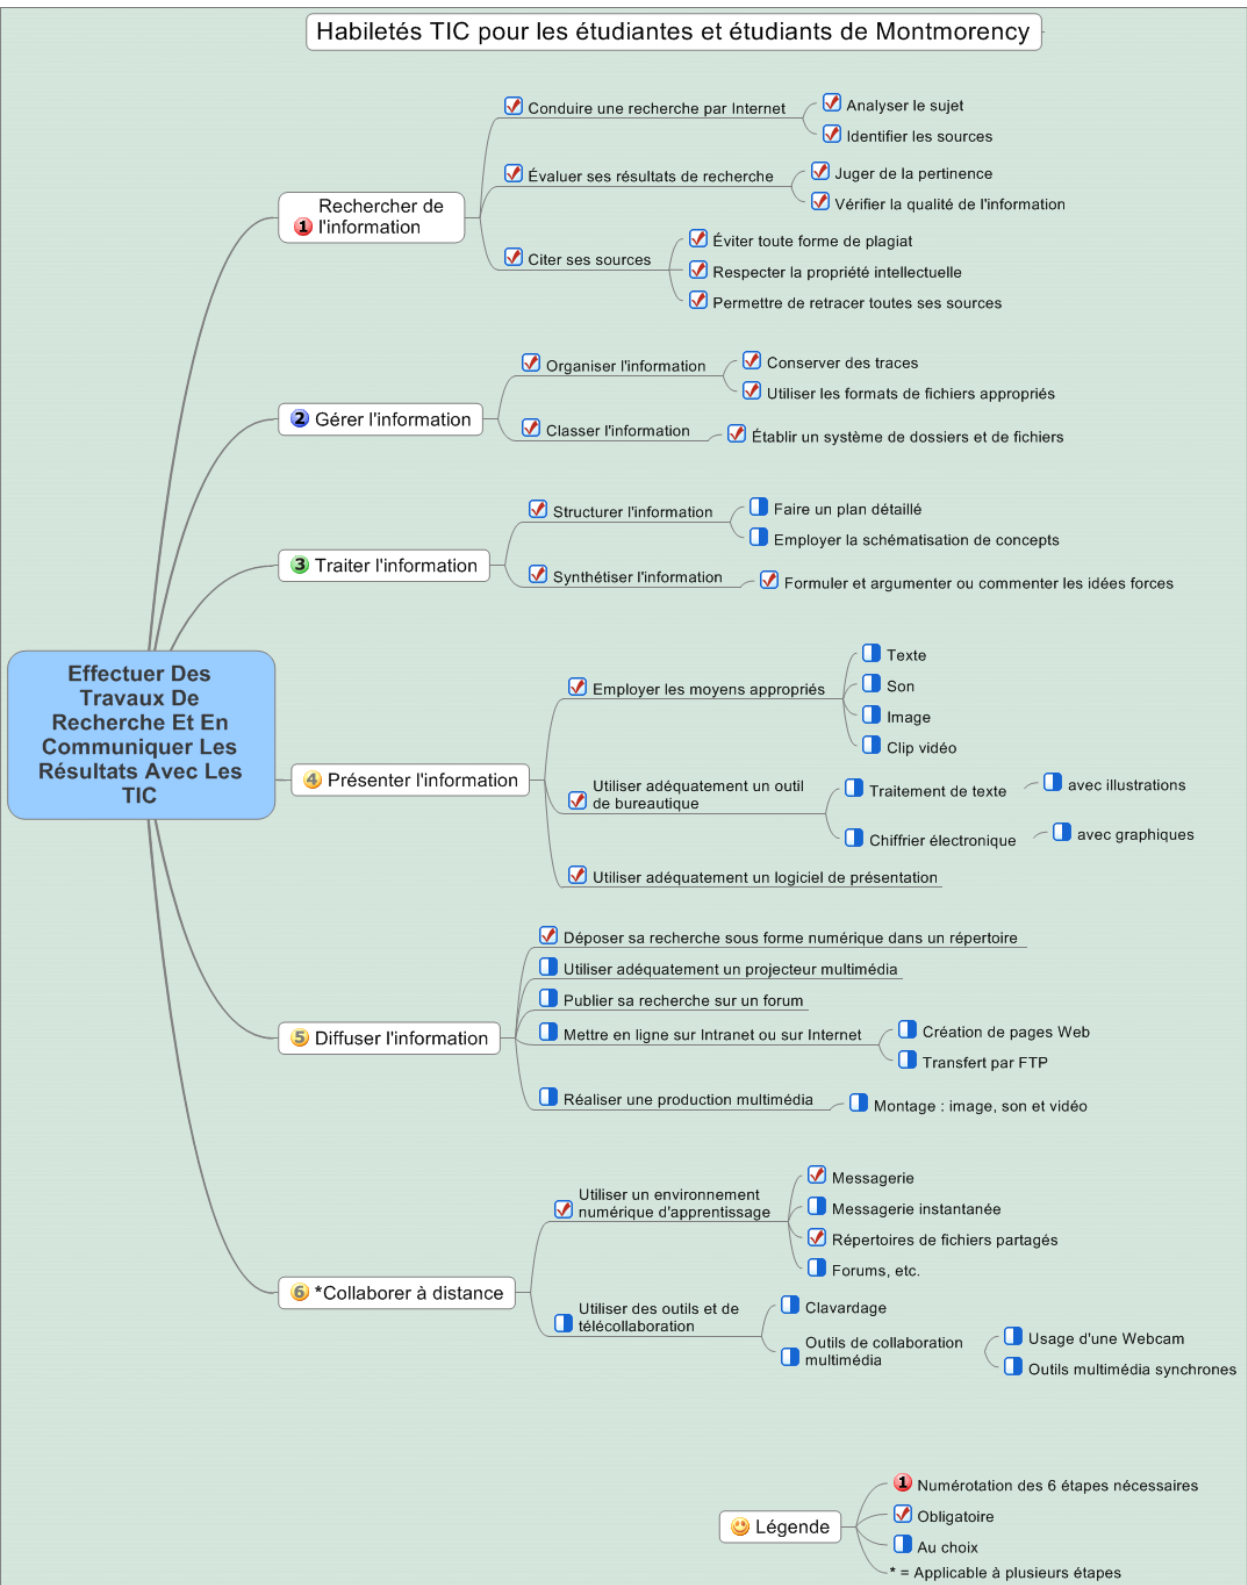 Habiletés TIC pour les étudiantes et étudiants de Montmorency
Effectuer Des
Travaux De
Recherche Et En
Communiquer Les
Résultats Avec Les
TIC
1 Rechercher de
l'information
Conduire une recherche par Internet
Analyser le sujet
Identifier les sources
Évaluer ses résultats de recherche
Juger de la pertinence
Vérifier la qualité de l'information
Citer ses sources
Éviter toute forme de plagiat
Respecter la propriété intellectuelle
Permettre de retracer toutes ses sources
2 Gérer l'information
Organiser l'information
Conserver des traces
Utiliser les formats de fichiers appropriés
Classer l'information
Établir un système de dossiers et de fichiers
3 Traiter l'information
Structurer l'information
Faire un plan détaillé
Employer la schématisation de concepts
Synthétiser l'information
Formuler et argumenter ou commenter les idées forces
4 Présenter l'information
Employer les moyens appropriés
Texte
Son
Image
Clip vidéo
Utiliser adéquatement un outil
de bureautique
Traitement de texte
avec illustrations
Chiffrier électronique
avec graphiques
Utiliser adéquatement un logiciel de présentation
5 Diffuser l'information
Déposer sa recherche sous forme numérique dans un répertoire
Utiliser adéquatement un projecteur multimédia
Publier sa recherche sur un forum
Mettre en ligne sur Intranet ou sur Internet
Création de pages Web
Transfert par FTP
Réaliser une production multimédia
Montage : image, son et vidéo
6 *Collaborer à distance
Utiliser un environnement
numérique d'apprentissage
Messagerie
Messagerie instantanée
Répertoires de fichiers partagés
Forums, etc.
Utiliser des outils et de
télécollaboration
Clavardage
Outils de collaboration
multimédia
Usage d'une Webcam
Outils multimédia synchrones
Légende
1 Numérotation des 6 étapes nécessaires
Obligatoire
Au choix
* = Applicable à plusieurs étapes